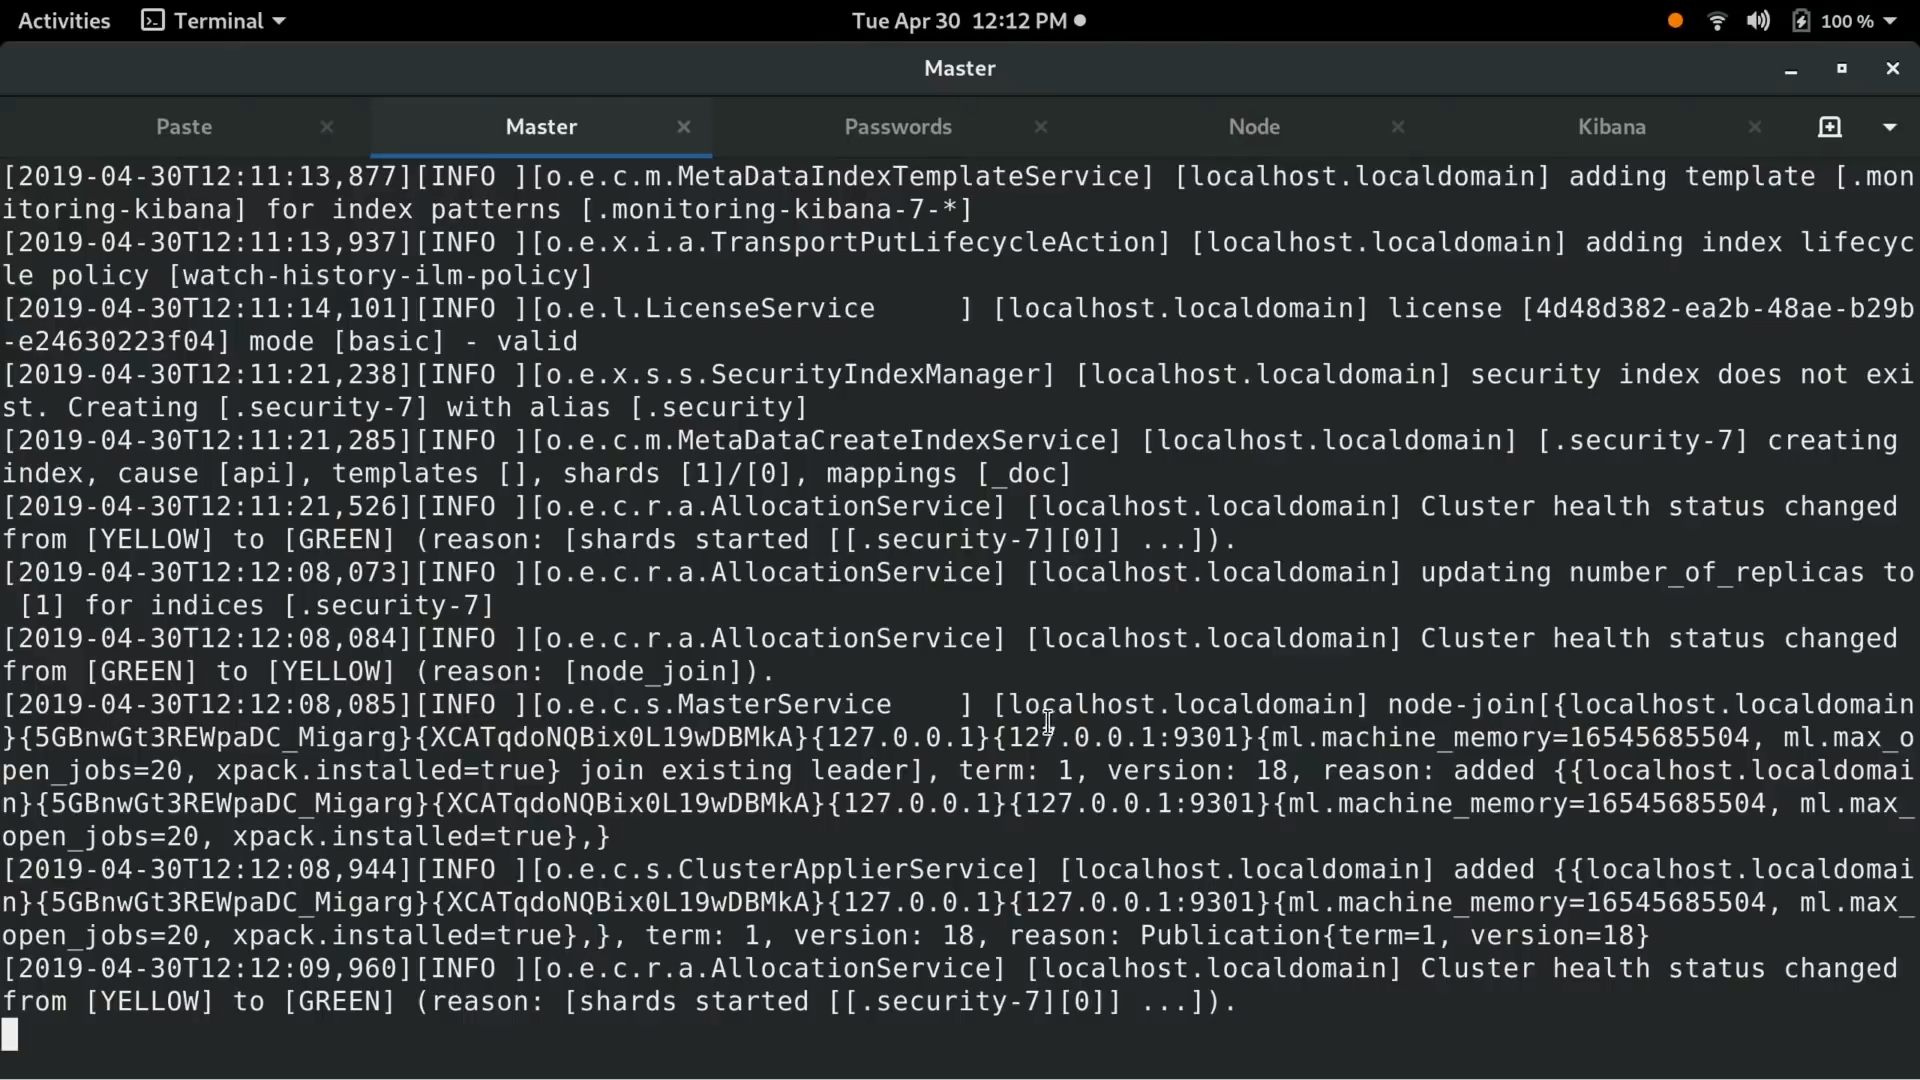 Activities Terminal Tue Apr 30 12:12 PM 100 %
Master
Paste Master Passwords Node Kibana
[2019-04-30T12:11:13,877][INFO ][o.e.c.m.MetaDataIndexTemplateService] [localhost.localdomain] adding template [.mon
itoring-kibana] for index patterns [.monitoring-kibana-7-*]
[2019-04-30T12:11:13,937][INFO ][o.e.x.i.a.TransportPutLifecycleAction] [localhost.localdomain] adding index lifecyc
le policy [watch-history-ilm-policy]
[2019-04-30T12:11:14,101][INFO ][o.e.l.LicenseService     ] [localhost.localdomain] license [4d48d382-ea2b-48ae-b29b
-e24630223f04] mode [basic] - valid
[2019-04-30T12:11:21,238][INFO ][o.e.x.s.s.SecurityIndexManager] [localhost.localdomain] security index does not exi
st. Creating [.security-7] with alias [.security]
[2019-04-30T12:11:21,285][INFO ][o.e.c.m.MetaDataCreateIndexService] [localhost.localdomain] [.security-7] creating
index, cause [api], templates [], shards [1]/[0], mappings [_doc]
[2019-04-30T12:11:21,526][INFO ][o.e.c.r.a.AllocationService] [localhost.localdomain] Cluster health status changed
from [YELLOW] to [GREEN] (reason: [shards started [[.security-7][0]] ...]).
[2019-04-30T12:12:08,073][INFO ][o.e.c.r.a.AllocationService] [localhost.localdomain] updating number_of_replicas to
 [1] for indices [.security-7]
[2019-04-30T12:12:08,084][INFO ][o.e.c.r.a.AllocationService] [localhost.localdomain] Cluster health status changed
from [GREEN] to [YELLOW] (reason: [node_join]).
[2019-04-30T12:12:08,085][INFO ][o.e.c.s.MasterService    ] [localhost.localdomain] node-join[{localhost.localdomain
}{5GBnwGt3REWpaDC_Migarg}{XCATqdoNQBix0L19wDBMkA}{127.0.0.1}{127.0.0.1:9301}{ml.machine_memory=16545685504, ml.max_o
pen_jobs=20, xpack.installed=true} join existing leader], term: 1, version: 18, reason: added {{localhost.localdomai
n}{5GBnwGt3REWpaDC_Migarg}{XCATqdoNQBix0L19wDBMkA}{127.0.0.1}{127.0.0.1:9301}{ml.machine_memory=16545685504, ml.max_
open_jobs=20, xpack.installed=true},}
[2019-04-30T12:12:08,944][INFO ][o.e.c.s.ClusterApplierService] [localhost.localdomain] added {{localhost.localdomai
n}{5GBnwGt3REWpaDC_Migarg}{XCATqdoNQBix0L19wDBMkA}{127.0.0.1}{127.0.0.1:9301}{ml.machine_memory=16545685504, ml.max_
open_jobs=20, xpack.installed=true},}, term: 1, version: 18, reason: Publication{term=1, version=18}
[2019-04-30T12:12:09,960][INFO ][o.e.c.r.a.AllocationService] [localhost.localdomain] Cluster health status changed
from [YELLOW] to [GREEN] (reason: [shards started [[.security-7][0]] ...]).